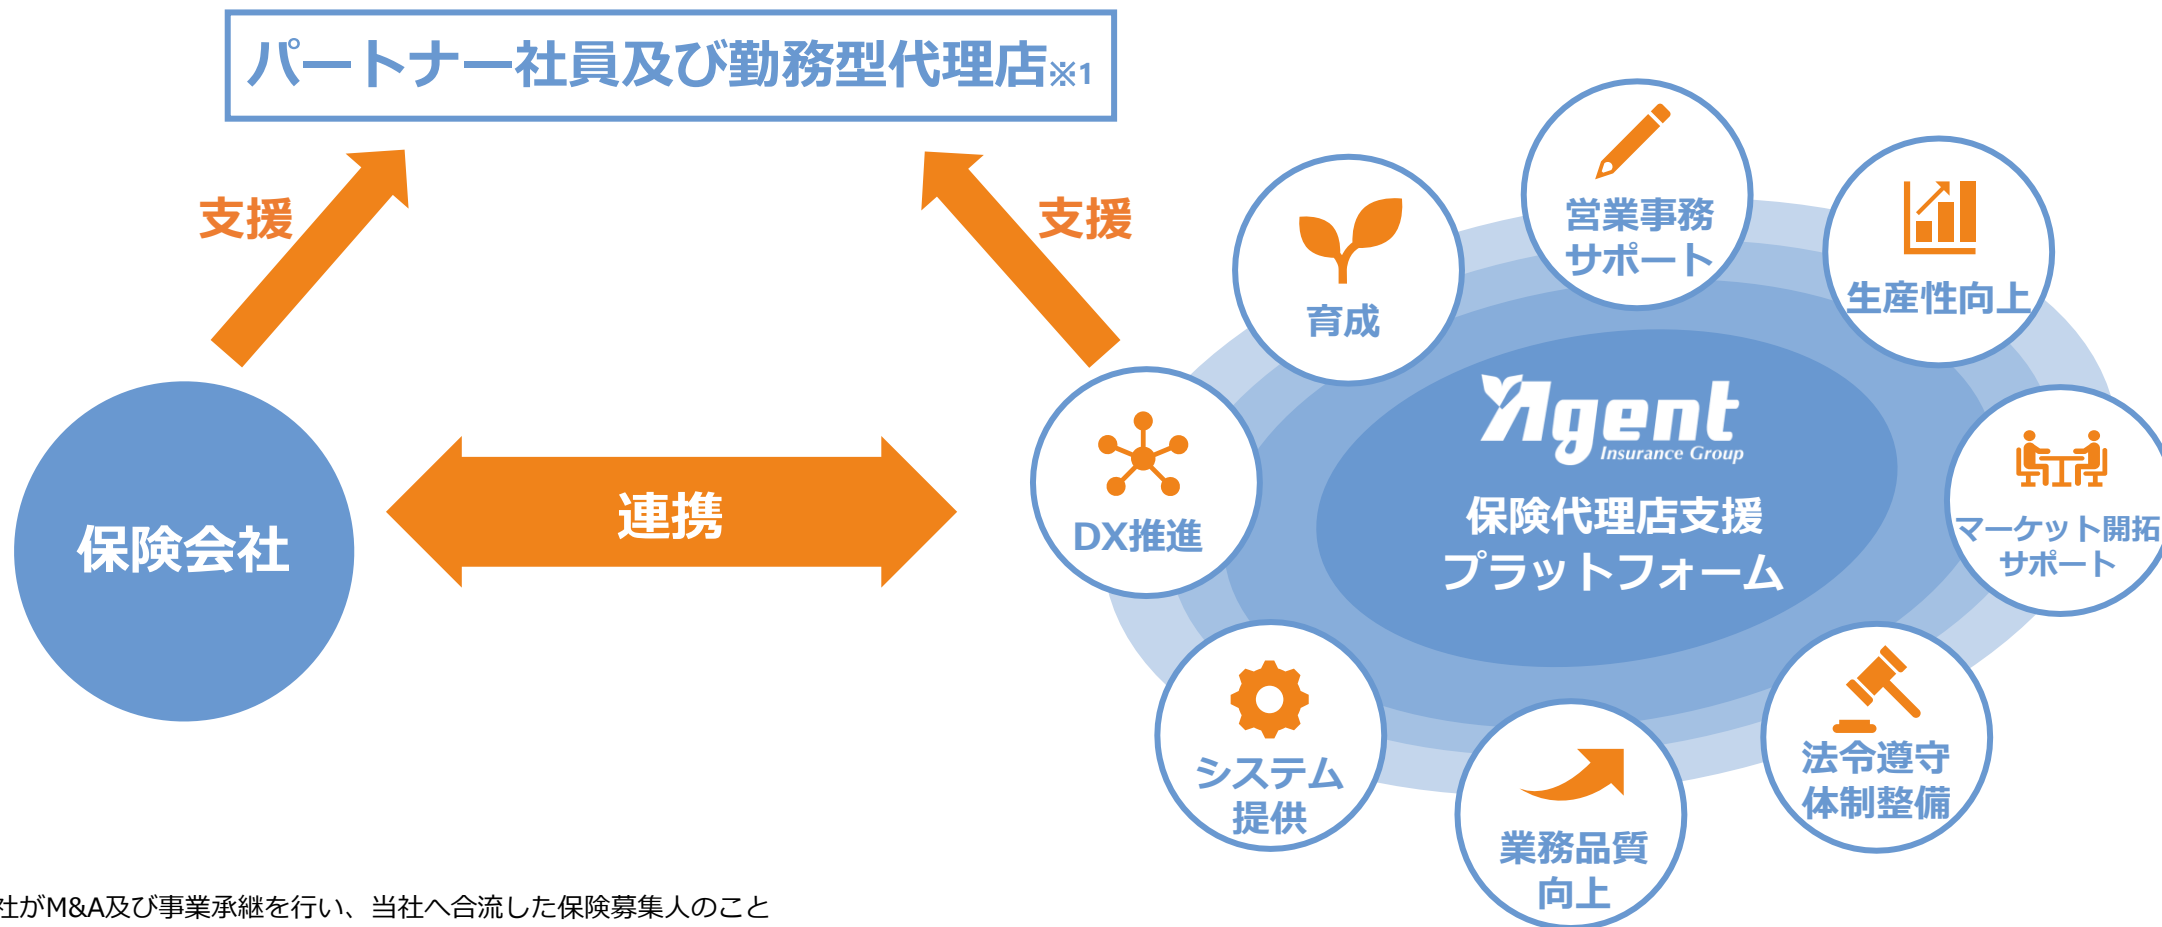 パートナー社員及び勤務型代理店※1
支援
支援
保険会社
連携
Agent
Insurance Group
保険代理店支援
プラットフォーム
育成
営業事務
サポート
生産性向上
マーケット開拓
サポート
法令遵守
体制整備
業務品質
向上
システム
提供
DX推進
社がM&A及び事業承継を行い、当社へ合流した保険募集人のこと